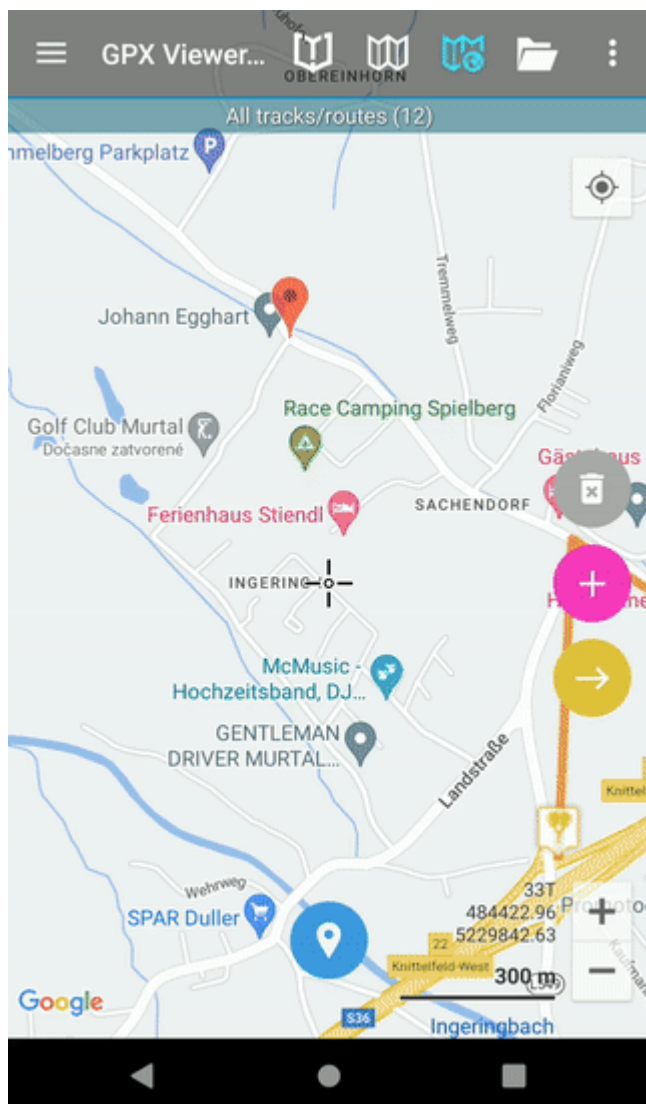 GPX Viewer...
OBEREINHORN
All tracks/routes (12)
mmelberg Parkplatz
P
Tremmelweg
Johann Egghart
Florianiweg
Race Camping Spielberg
Golf Club Murtal
Dočasne zatvorené
Ferienhaus Stiendl
SACHENDORF
INGERING
McMusic -
Hochzeitsband, DJ...
GENTLEMAN
DRIVER MURTAL...
Landstraße
Knittel
Wehrweg
33T
484422.96
5229842.63
SPAR Duller
22
Knittelfeld-West
300 m
Google
S36
Ingeringbach